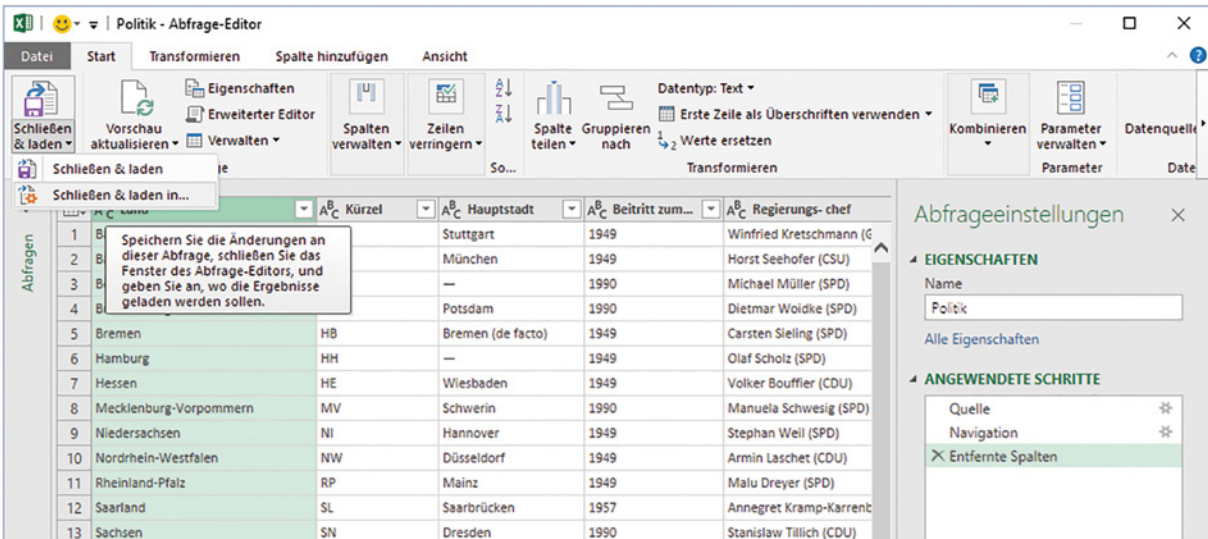 Politik - Abfrage-Editor
Datei Start Transformieren Spalte hinzufügen Ansicht
Schließen & laden
Vorschau aktualisieren
Eigenschaften
Erweiterter Editor
Verwalten
Spalten verwalten
Zeilen verringern
So...
Spalte teilen
Gruppieren nach
Datentyp: Text
Erste Zeile als Überschriften verwenden
Werte ersetzen
Transformieren
Kombinieren
Parameter verwalten
Parameter
Datenquelle
Date
Schließen & laden
Schließen & laden in...
Speichern Sie die Änderungen an
dieser Abfrage, schließen Sie das
Fenster des Abfrage-Editors, und
geben Sie an, wo die Ergebnisse
geladen werden sollen.
Abfragen
Kürzel Hauptstadt Beitritt zum... Regierungs- chef
1 Stuttgart 1949 Winfried Kretschmann (G
2 München 1949 Horst Seehofer (CSU)
3 — 1990 Michael Müller (SPD)
4 Potsdam 1990 Dietmar Woidke (SPD)
5 Bremen HB Bremen (de facto) 1949 Carsten Sieling (SPD)
6 Hamburg HH — 1949 Olaf Scholz (SPD)
7 Hessen HE Wiesbaden 1949 Volker Bouffier (CDU)
8 Mecklenburg-Vorpommern MV Schwerin 1990 Manuela Schwesig (SPD)
9 Niedersachsen NI Hannover 1949 Stephan Weil (SPD)
10 Nordrhein-Westfalen NW Düsseldorf 1949 Armin Laschet (CDU)
11 Rheinland-Pfalz RP Mainz 1949 Malu Dreyer (SPD)
12 Saarland SL Saarbrücken 1957 Annegret Kramp-Karrenb
13 Sachsen SN Dresden 1990 Stanislaw Tillich (CDU)
Abfrageeinstellungen
EIGENSCHAFTEN
Name
Politik
Alle Eigenschaften
ANGEWENDETE SCHRITTE
Quelle
Navigation
Entfernte Spalten